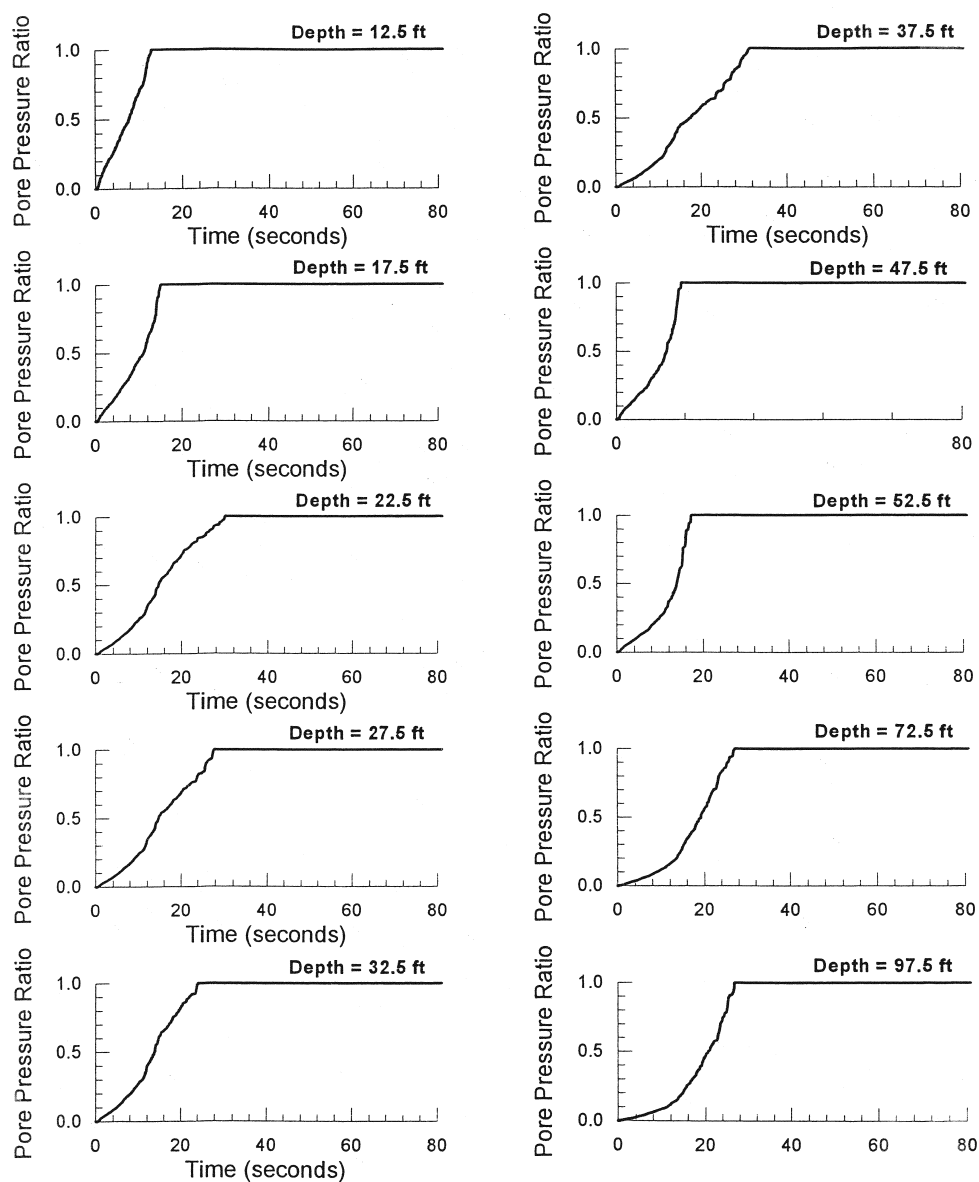 Depth = 12.5 ft
Pore Pressure Ratio
1.0
0.5
0.0
0 20 40 60 80
Time (seconds)
Depth = 17.5 ft
Pore Pressure Ratio
1.0
0.5
0.0
0 20 40 60 80
Time (seconds)
Depth = 22.5 ft
Pore Pressure Ratio
1.0
0.5
0.0
0 20 40 60 80
Time (seconds)
Depth = 27.5 ft
Pore Pressure Ratio
1.0
0.5
0.0
0 20 40 60 80
Time (seconds)
Depth = 32.5 ft
Pore Pressure Ratio
1.0
0.5
0.0
0 20 40 60 80
Time (seconds)
Depth = 37.5 ft
Pore Pressure Ratio
1.0
0.5
0.0
0 20 40 60 80
Time (seconds)
Depth = 47.5 ft
Pore Pressure Ratio
1.0
0.5
0.0
0 80
Depth = 52.5 ft
Pore Pressure Ratio
1.0
0.5
0.0
0 20 40 60 80
Depth = 72.5 ft
Pore Pressure Ratio
1.0
0.5
0.0
0 20 40 60 80
Depth = 97.5 ft
Pore Pressure Ratio
1.0
0.5
0.0
0 20 40 60 80